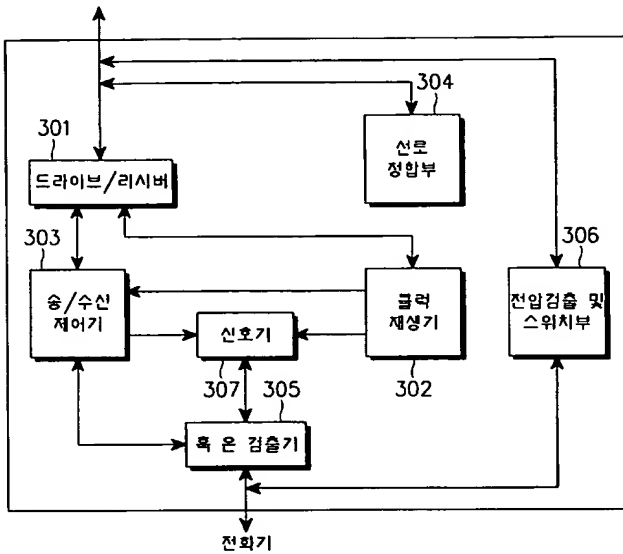 304
301
선로
정합부
드라이브/리시버
303
306
송/수신
제어기
클럭
재생기
전압검출 및
스위치부
신호기
307
305
302
훅 온 검출기
전화기